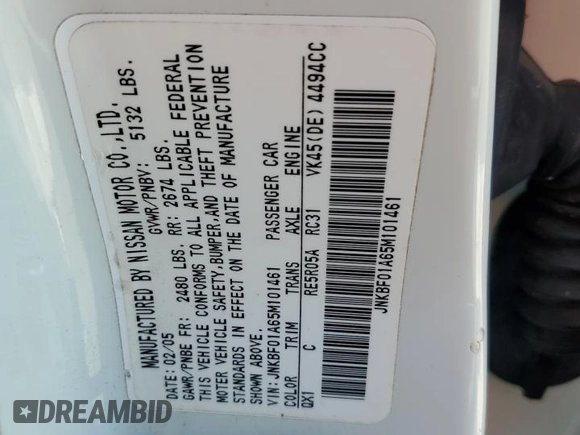 MANUFACTURED BY NISSAN MOTOR CO.,LTD.
DATE: 02/05 GVWR/PNBV: 5132 LBS.
GAWR/PNBE FR: 2480 LBS. RR: 2674 LBS.
THIS VEHICLE CONFORMS TO ALL APPLICABLE FEDERAL
MOTOR VEHICLE SAFETY,BUMPER,AND THEFT PREVENTION
STANDARDS IN EFFECT ON THE DATE OF MANUFACTURE
SHOWN ABOVE.
VIN:JNKBF01A65M101461 PASSENGER CAR
COLOR TRIM TRANS AXLE ENGINE
QX1 C RE5R05A RC31 VK45(DE) 4494CC
JNKBF01A65M101461
DREAMBID